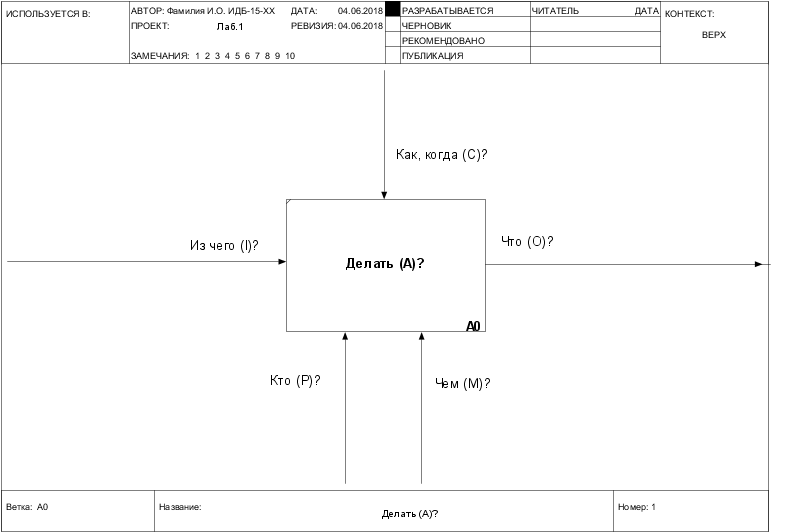 ИСПОЛЬЗУЕТСЯ В:
АВТОР: Фамилия И.О. ИДБ-15-ХХ ДАТА: 04.06.2018
ПРОЕКТ: Лаб.1 РЕВИЗИЯ: 04.06.2018
ЗАМЕЧАНИЯ: 1 2 3 4 5 6 7 8 9 10
РАЗРАБАТЫВАЕТСЯ
ЧЕРНОВИК
РЕКОМЕНДОВАНО
ПУБЛИКАЦИЯ
ЧИТАТЕЛЬ ДАТА
КОНТЕКСТ:
ВЕРХ
Как, когда (C)?
Из чего (I)?
Что (O)?
Делать (A)?
A0
Кто (P)?
Чем (M)?
Ветка: A0
Название: Делать (A)?
Номер: 1